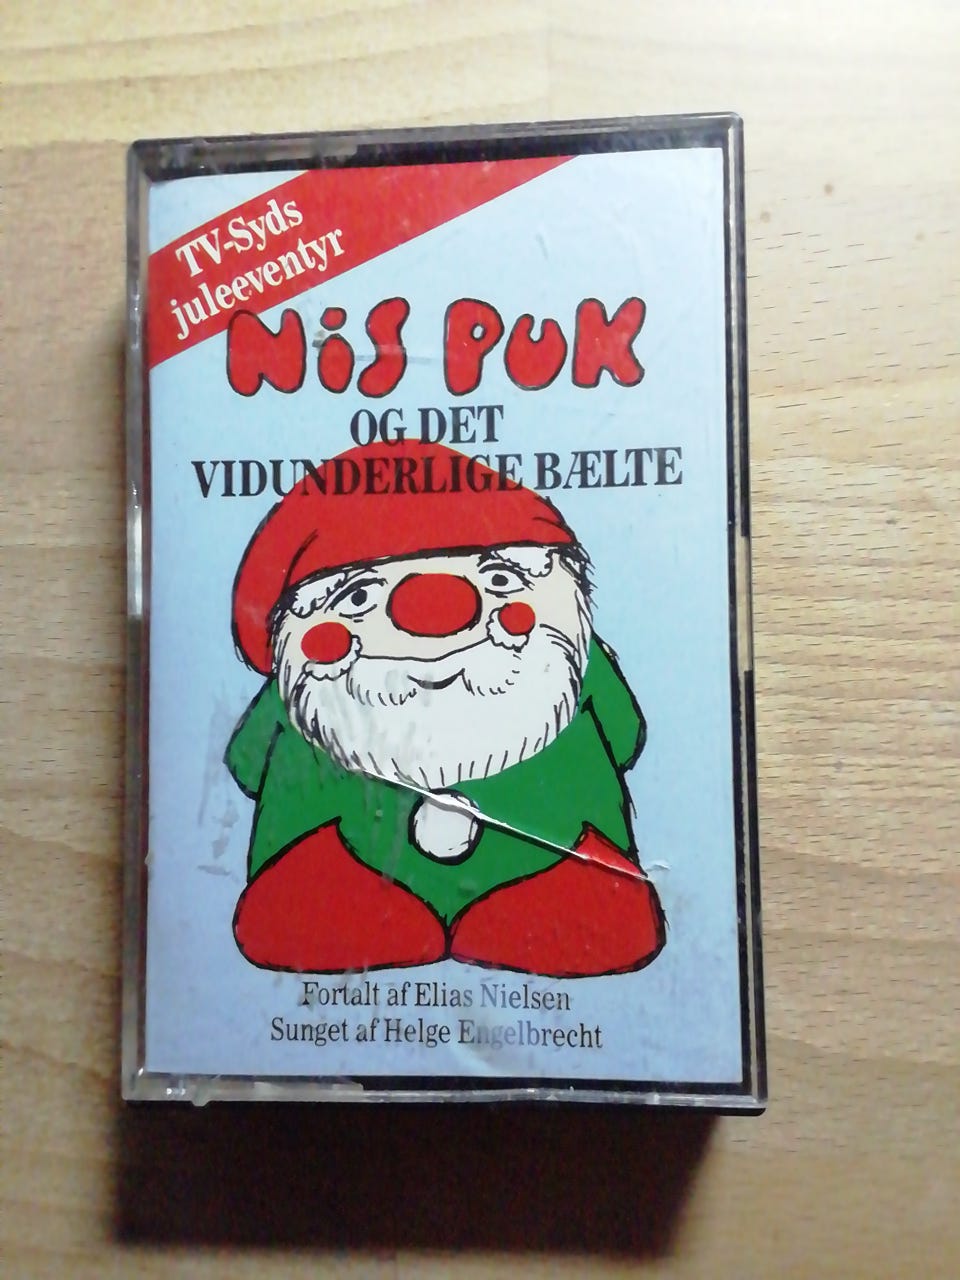 TV-Syds
juleeventyr
NiS PUK
OG DET
VIDUNDERLIGE BÆLTE
Fortalt af Elias Nielsen
Sunget af Helge Engelbrecht